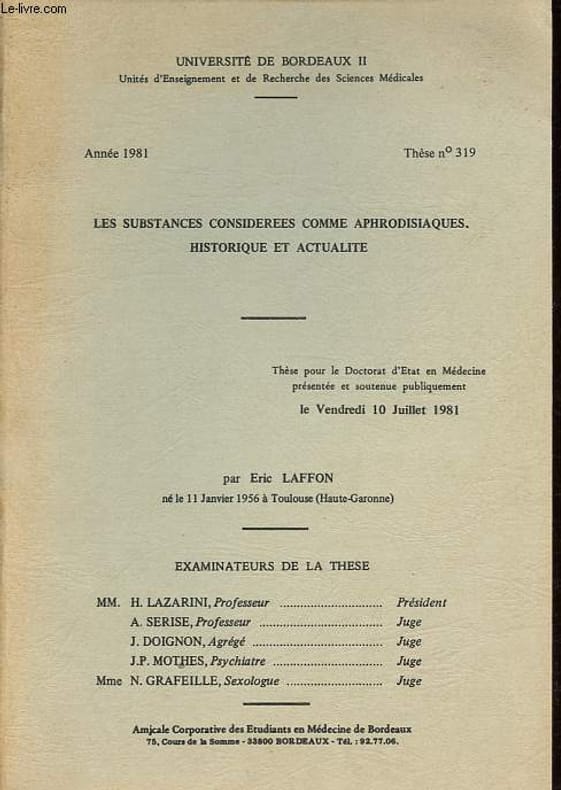 Le-livre.com
UNIVERSITÉ DE BORDEAUX II
Unités d'Enseignement et de Recherche des Sciences Médicales
Année 1981 Thèse nº 319
LES SUBSTANCES CONSIDEREES COMME APHRODISIAQUES.
HISTORIQUE ET ACTUALITE
Thèse pour le Doctorat d'Etat en Médecine
présentée et soutenue publiquement
le Vendredi 10 Juillet 1981
par Eric LAFFON
né le 11 Janvier 1956 à Toulouse (Haute-Garonne)
EXAMINATEURS DE LA THESE
MM. H. LAZARINI, Professeur .............................. Président
A. SERISE, Professeur .................................... Juge
J. DOIGNON, Agrégé ...................................... Juge
J.P. MOTHES, Psychiatre ................................ Juge
Mme N. GRAFEILLE, Sexologue ............................ Juge
Amicale Corporative des Etudiants en Médecine de Bordeaux
75, Cours de la Somme - 33800 BORDEAUX - Tél. : 92.77.06.